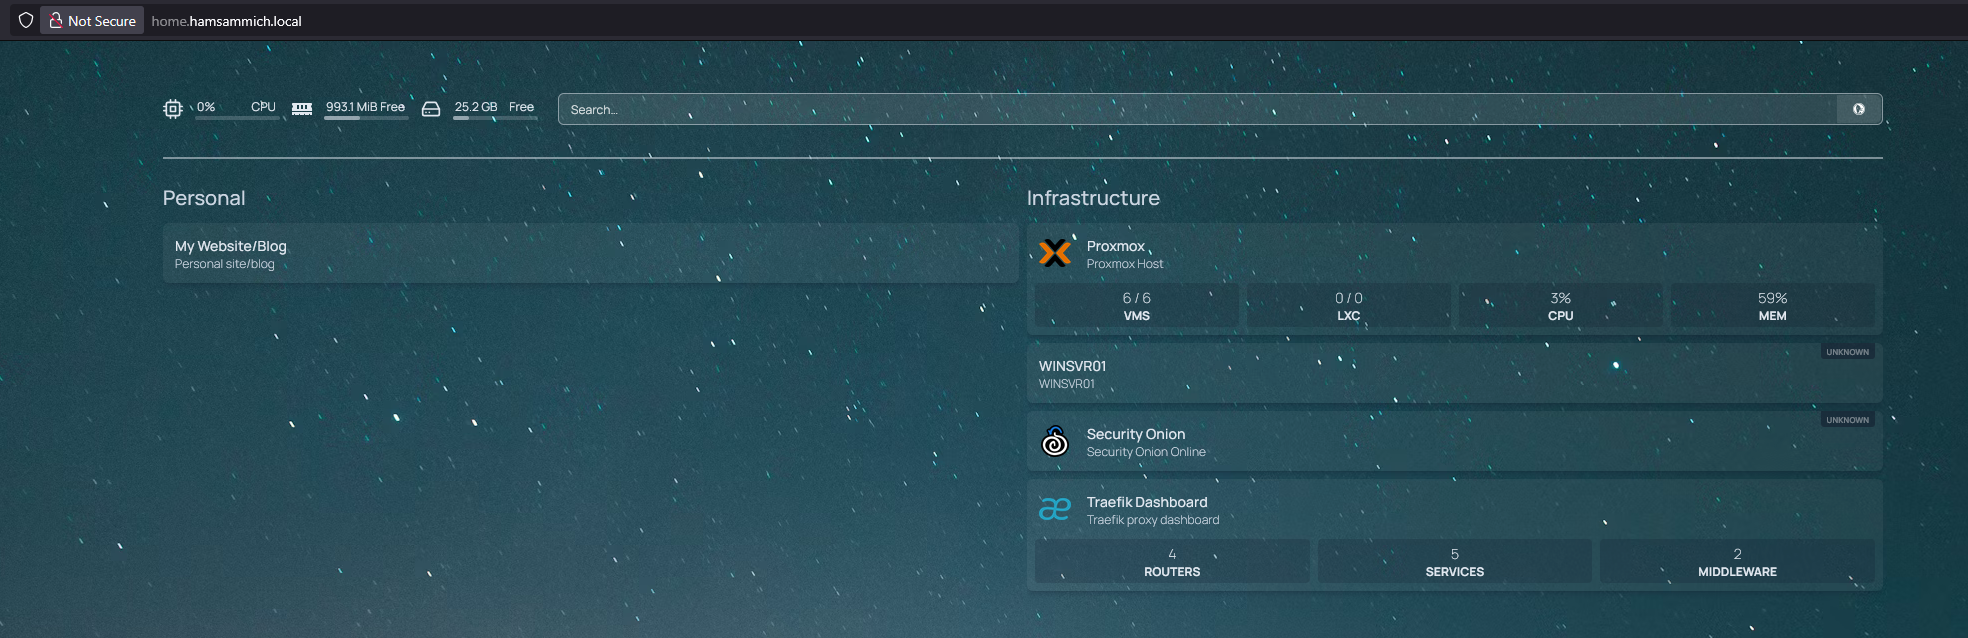 Not Secure home.hamsammich.local
0% CPU 993.1 MiB Free 25.2 GB Free Search...
Personal
My Website/Blog
Personal site/blog
Infrastructure
Proxmox
Proxmox Host
6 / 6 0 / 0 3% 59%
VMS LXC CPU MEM
UNKNOWN
WINSVR01
WINSVR01
UNKNOWN
Security Onion
Security Onion Online
Traefik Dashboard
Traefik proxy dashboard
4 5 2
ROUTERS SERVICES MIDDLEWARE